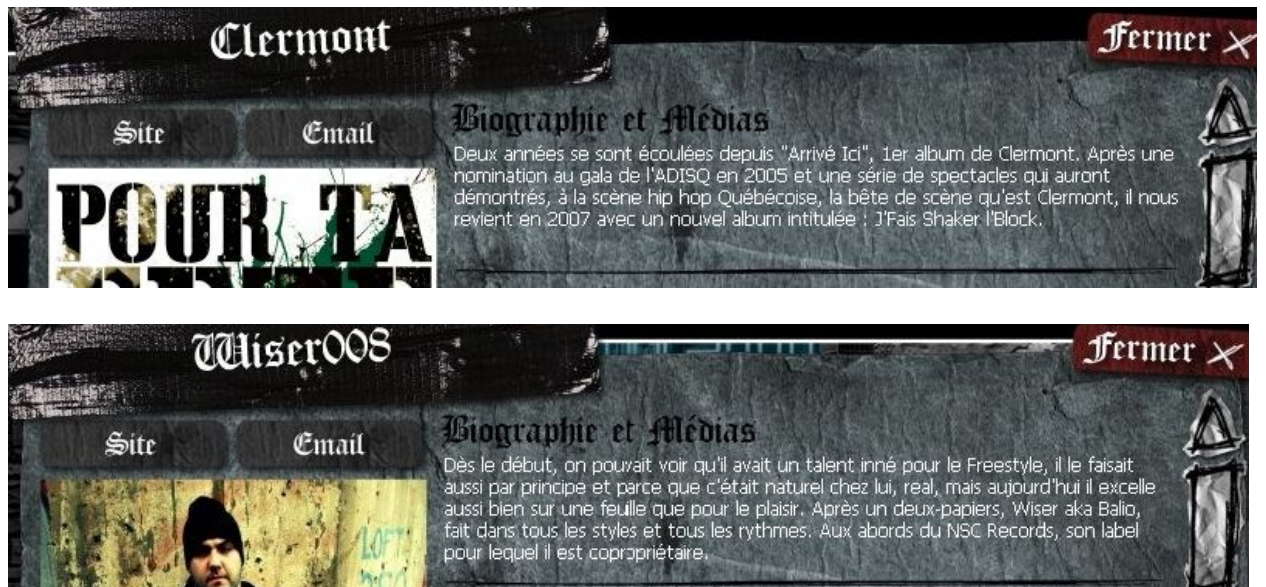 Clermont
Fermer X
Site
Email
Biographie et Médias
Deux années se sont écoulées depuis "Arrivé Ici", 1er album de Clermont. Après une
nomination au gala de l'ADISQ en 2005 et une série de spectacles qui auront
démontrés, à la scène hip hop Québécoise, la bête de scène qu'est Clermont, il nous
revient en 2007 avec un nouvel album intitulée : J'Fais Shaker l'Block.
POUR TA
Wiser008
Fermer X
Site
Email
Biographie et Médias
Dès le début, on pouvait voir qu'il avait un talent inné pour le Freestyle, il le faisait
aussi par principe et parce que c'était naturel chez lui, real, mais aujourd'hui il excelle
aussi bien sur une feuille que pour le plaisir. Après un deux-papiers, Wiser aka Balio,
fait dans tous les styles et tous les rythmes. Aux abords du NSC Records, son label
pour lequel il est copropriétaire.
LOFT